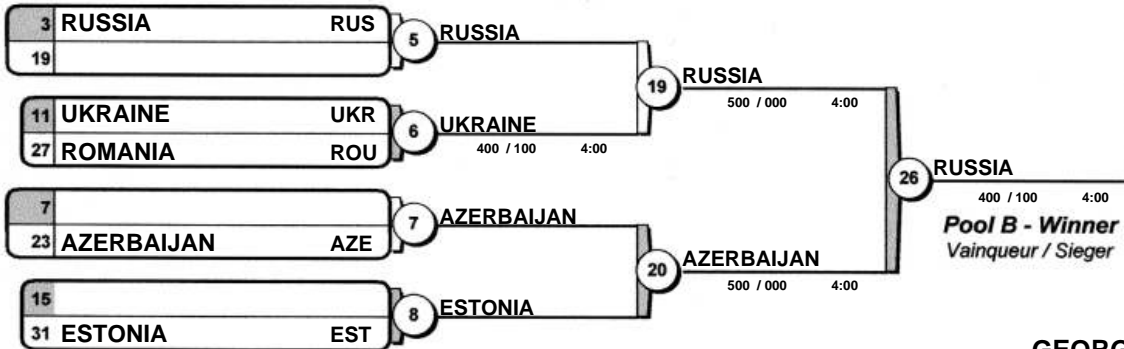 3 RUSSIA RUS
19
5 RUSSIA
11 UKRAINE UKR
27 ROMANIA ROU
6 UKRAINE
400 / 100 4:00
19 RUSSIA
500 / 000 4:00
7
23 AZERBAIJAN AZE
7 AZERBAIJAN
15
31 ESTONIA EST
8 ESTONIA
20 AZERBAIJAN
500 / 000 4:00
26 RUSSIA
400 / 100 4:00
Pool B - Winner
Vainqueur / Sieger